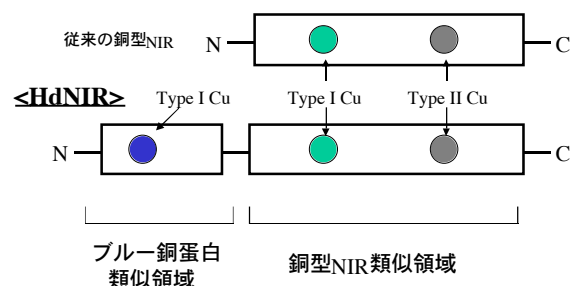 従来の銅型NIR
N
C
<HdNIR>
Type I Cu
Type I Cu
Type II Cu
N
C
ブルー銅蛋白
類似領域
銅型NIR類似領域